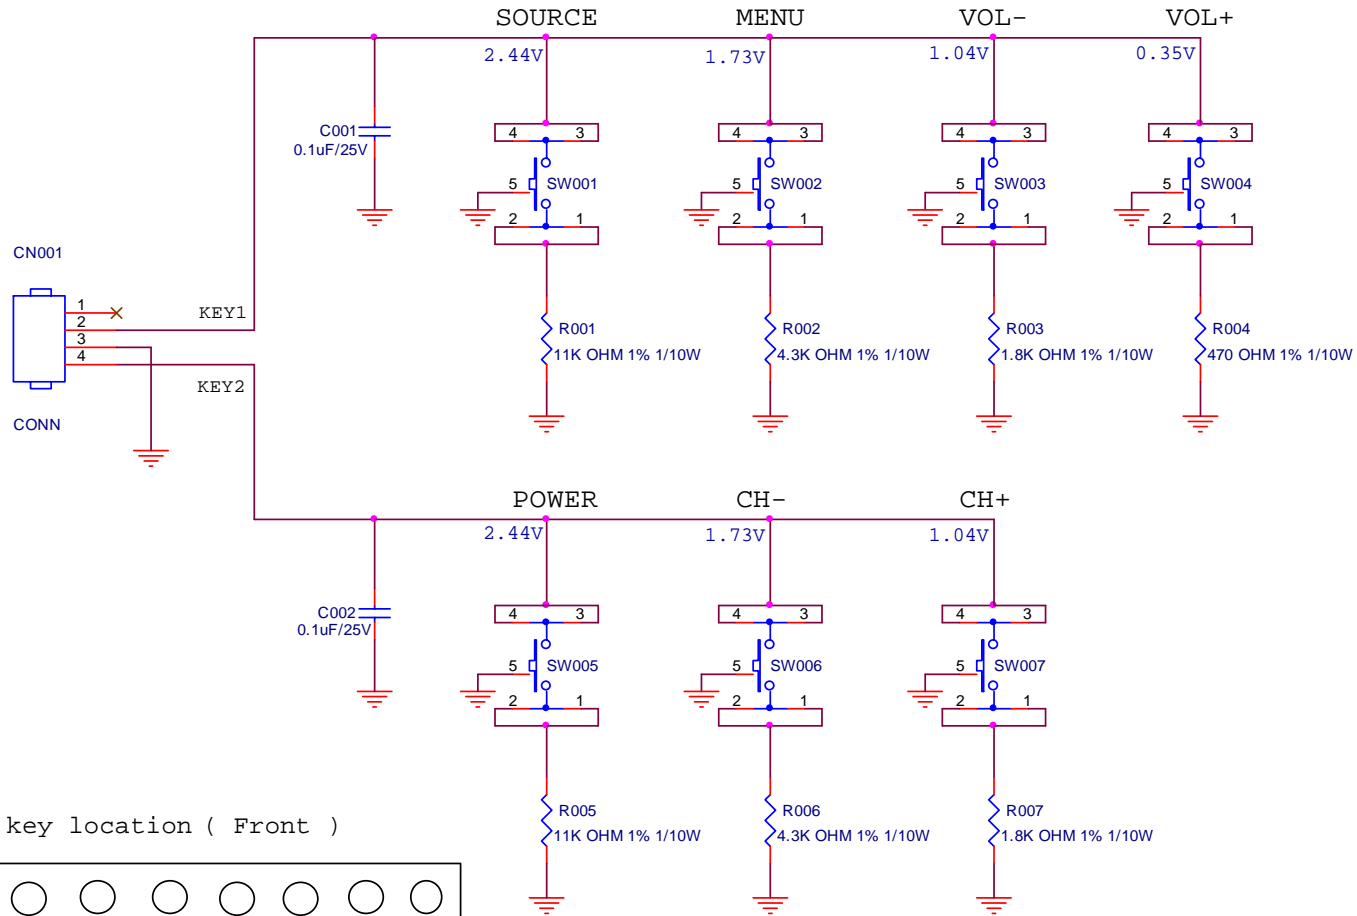 SOURCE MENU VOL- VOL+
2.44V 1.73V 1.04V 0.35V
C001
0.1uF/25V
4 3 4 3 4 3 4 3
5 SW001 5 SW002 5 SW003 5 SW004
2 1 2 1 2 1 2 1
CN001
1
2 KEY1
3
4
KEY2
CONN
R001 R002 R003 R004
11K OHM 1% 1/10W 4.3K OHM 1% 1/10W 1.8K OHM 1% 1/10W 470 OHM 1% 1/10W
POWER CH- CH+
2.44V 1.73V 1.04V
C002
0.1uF/25V
4 3 4 3 4 3
5 SW005 5 SW006 5 SW007
2 1 2 1 2 1
R005 R006 R007
11K OHM 1% 1/10W 4.3K OHM 1% 1/10W 1.8K OHM 1% 1/10W
key location ( Front )